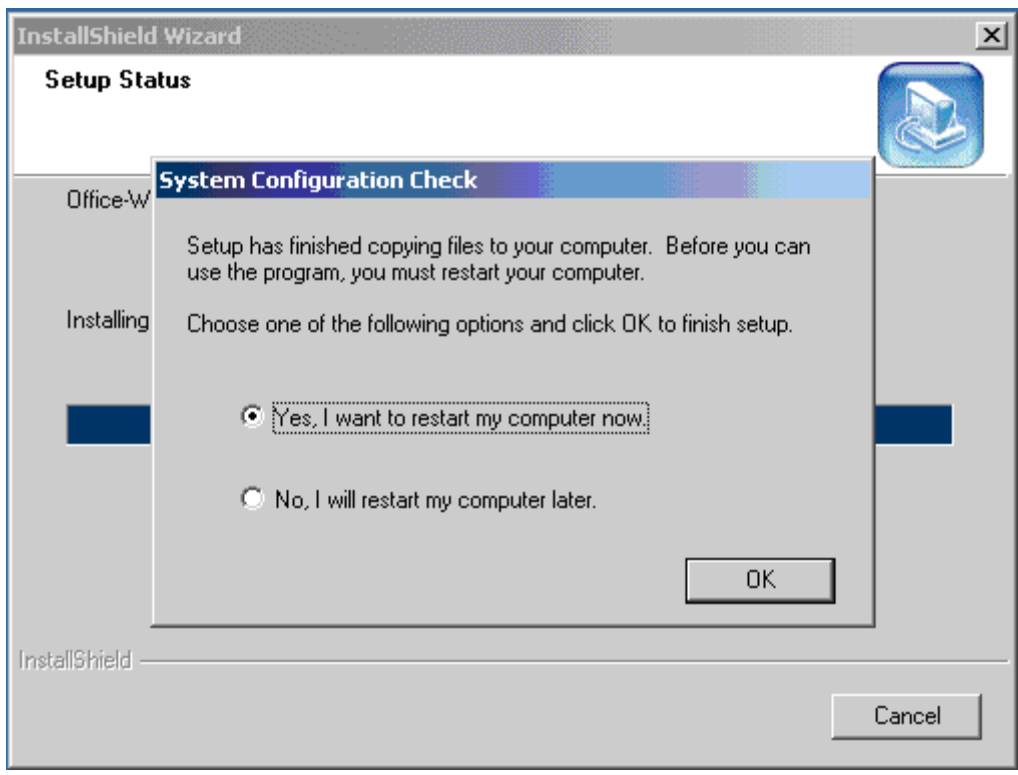 InstallShield Wizard
Setup Status
Office-W
System Configuration Check
Setup has finished copying files to your computer.  Before you can
use the program, you must restart your computer.
Installing
Choose one of the following options and click OK to finish setup.
Yes, I want to restart my computer now.
No, I will restart my computer later.
OK
InstallShield
Cancel